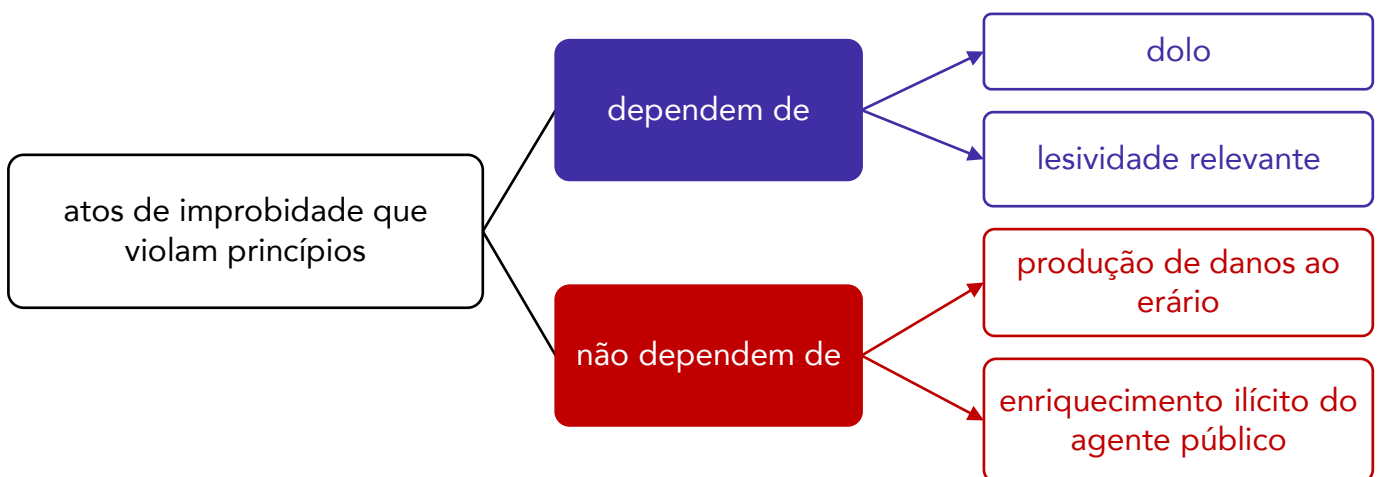 atos de improbidade que
violam princípios
dependem de
dolo
lesividade relevante
não dependem de
produção de danos ao
erário
enriquecimento ilícito do
agente público